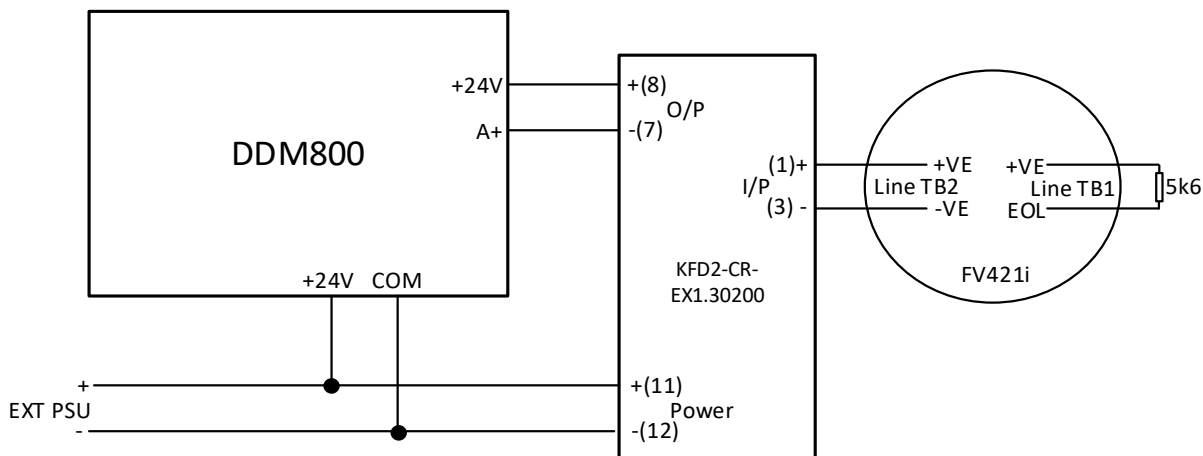 +24V
+(8)
O/P
A+
-(7)
DDM800
(1)+
+VE
+VE
I/P
Line TB2
Line TB1
5k6
(3) -
-VE
EOL
KFD2-CR-
EX1.30200
FV421i
+24V
COM
+
+(11)
EXT PSU
Power
-
-(12)